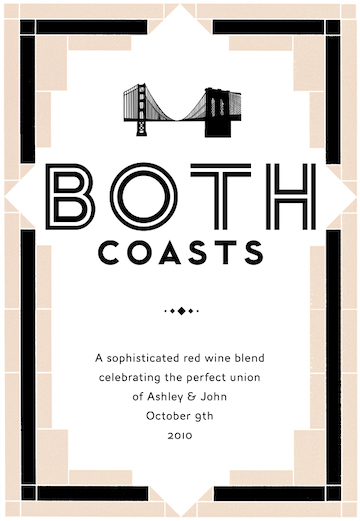 BOTH
COASTS
A sophisticated red wine blend
celebrating the perfect union
of Ashley & John
October 9th
2010